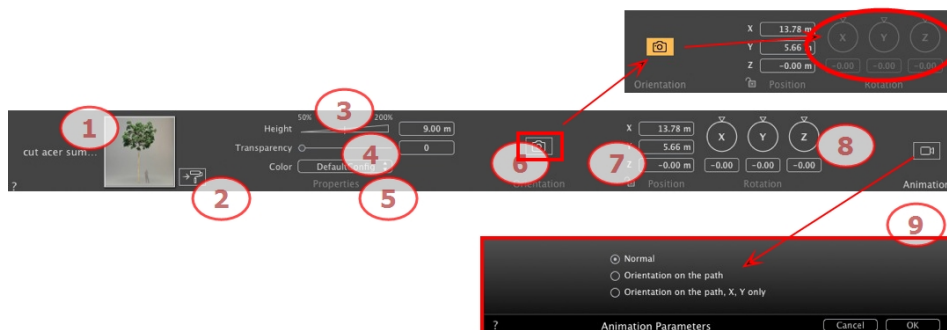 X 13.78 m
Y 5.66 m
Z -0.00 m
X Y Z
-0.00 -0.00 -0.00
Orientation Position Rotation
1
cut acer sum...
2
?
50% 3 200%
Height 9.00 m
Transparency 4 0
Color DefaultConfig
Properties 5
6
Orientation
X 13.78 m
5.66 m
Z -0.00 m
7
Position
X Y Z
-0.00 -0.00 -0.00
Rotation
8
Animation
9
Normal
Orientation on the path
Orientation on the path, X, Y only
? Animation Parameters Cancel OK